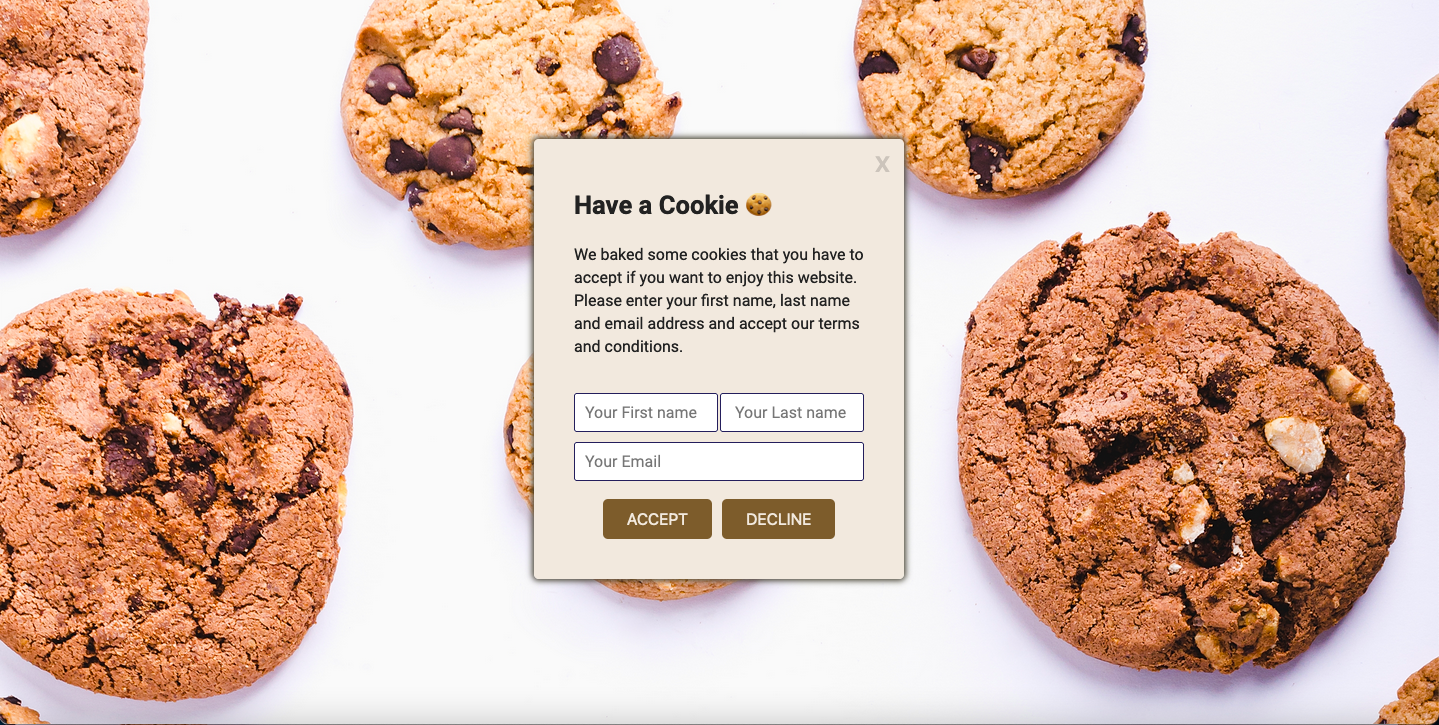 X
Have a Cookie 🍪
We baked some cookies that you have to
accept if you want to enjoy this website.
Please enter your first name, last name
and email address and accept our terms
and conditions.
Your First name Your Last name
Your Email
ACCEPT DECLINE